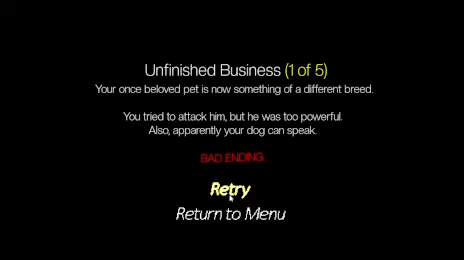 Unfinished Business (1 of 5)
Your once beloved pet is now something of a different breed.
You tried to attack him, but he was too powerful.
Also, apparently your dog can speak.
BAD ENDING.
Retry
Return to Menu